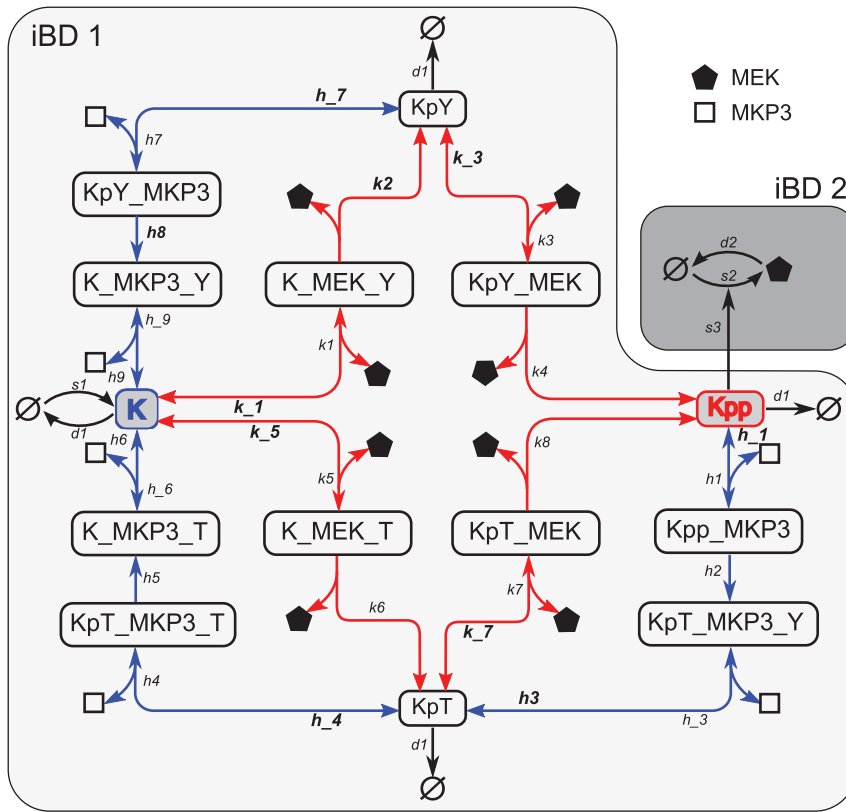 iBD 1
d1
KpY
MEK
MKP3
h_7
h7
k_3
k2
KpY_MKP3
k3
iBD 2
h8
d2
s2
K_MKP3_Y
K_MEK_Y
KpY_MEK
h_9
k1
k4
s3
h9
s1
K
k_1
Kpp
d1
d1
h6
k_5
k8
h_1
h_6
k5
h1
K_MKP3_T
K_MEK_T
KpT_MEK
Kpp_MKP3
h5
k6
k7
h2
KpT_MKP3_T
k_7
KpT_MKP3_Y
h4
h_4
KpT
h3
h_3
d1